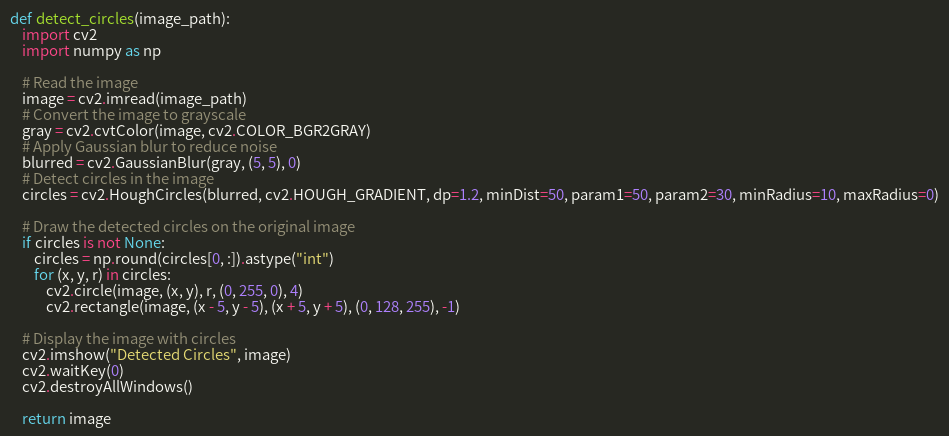 def detect_circles(image_path):
    import cv2
    import numpy as np

    # Read the image
    image = cv2.imread(image_path)
    # Convert the image to grayscale
    gray = cv2.cvtColor(image, cv2.COLOR_BGR2GRAY)
    # Apply Gaussian blur to reduce noise
    blurred = cv2.GaussianBlur(gray, (5, 5), 0)
    # Detect circles in the image
    circles = cv2.HoughCircles(blurred, cv2.HOUGH_GRADIENT, dp=1.2, minDist=50, param1=50, param2=30, minRadius=10, maxRadius=0)

    # Draw the detected circles on the original image
    if circles is not None:
        circles = np.round(circles[0, :]).astype("int")
        for (x, y, r) in circles:
            cv2.circle(image, (x, y), r, (0, 255, 0), 4)
            cv2.rectangle(image, (x - 5, y - 5), (x + 5, y + 5), (0, 128, 255), -1)

    # Display the image with circles
    cv2.imshow("Detected Circles", image)
    cv2.waitKey(0)
    cv2.destroyAllWindows()

    return image